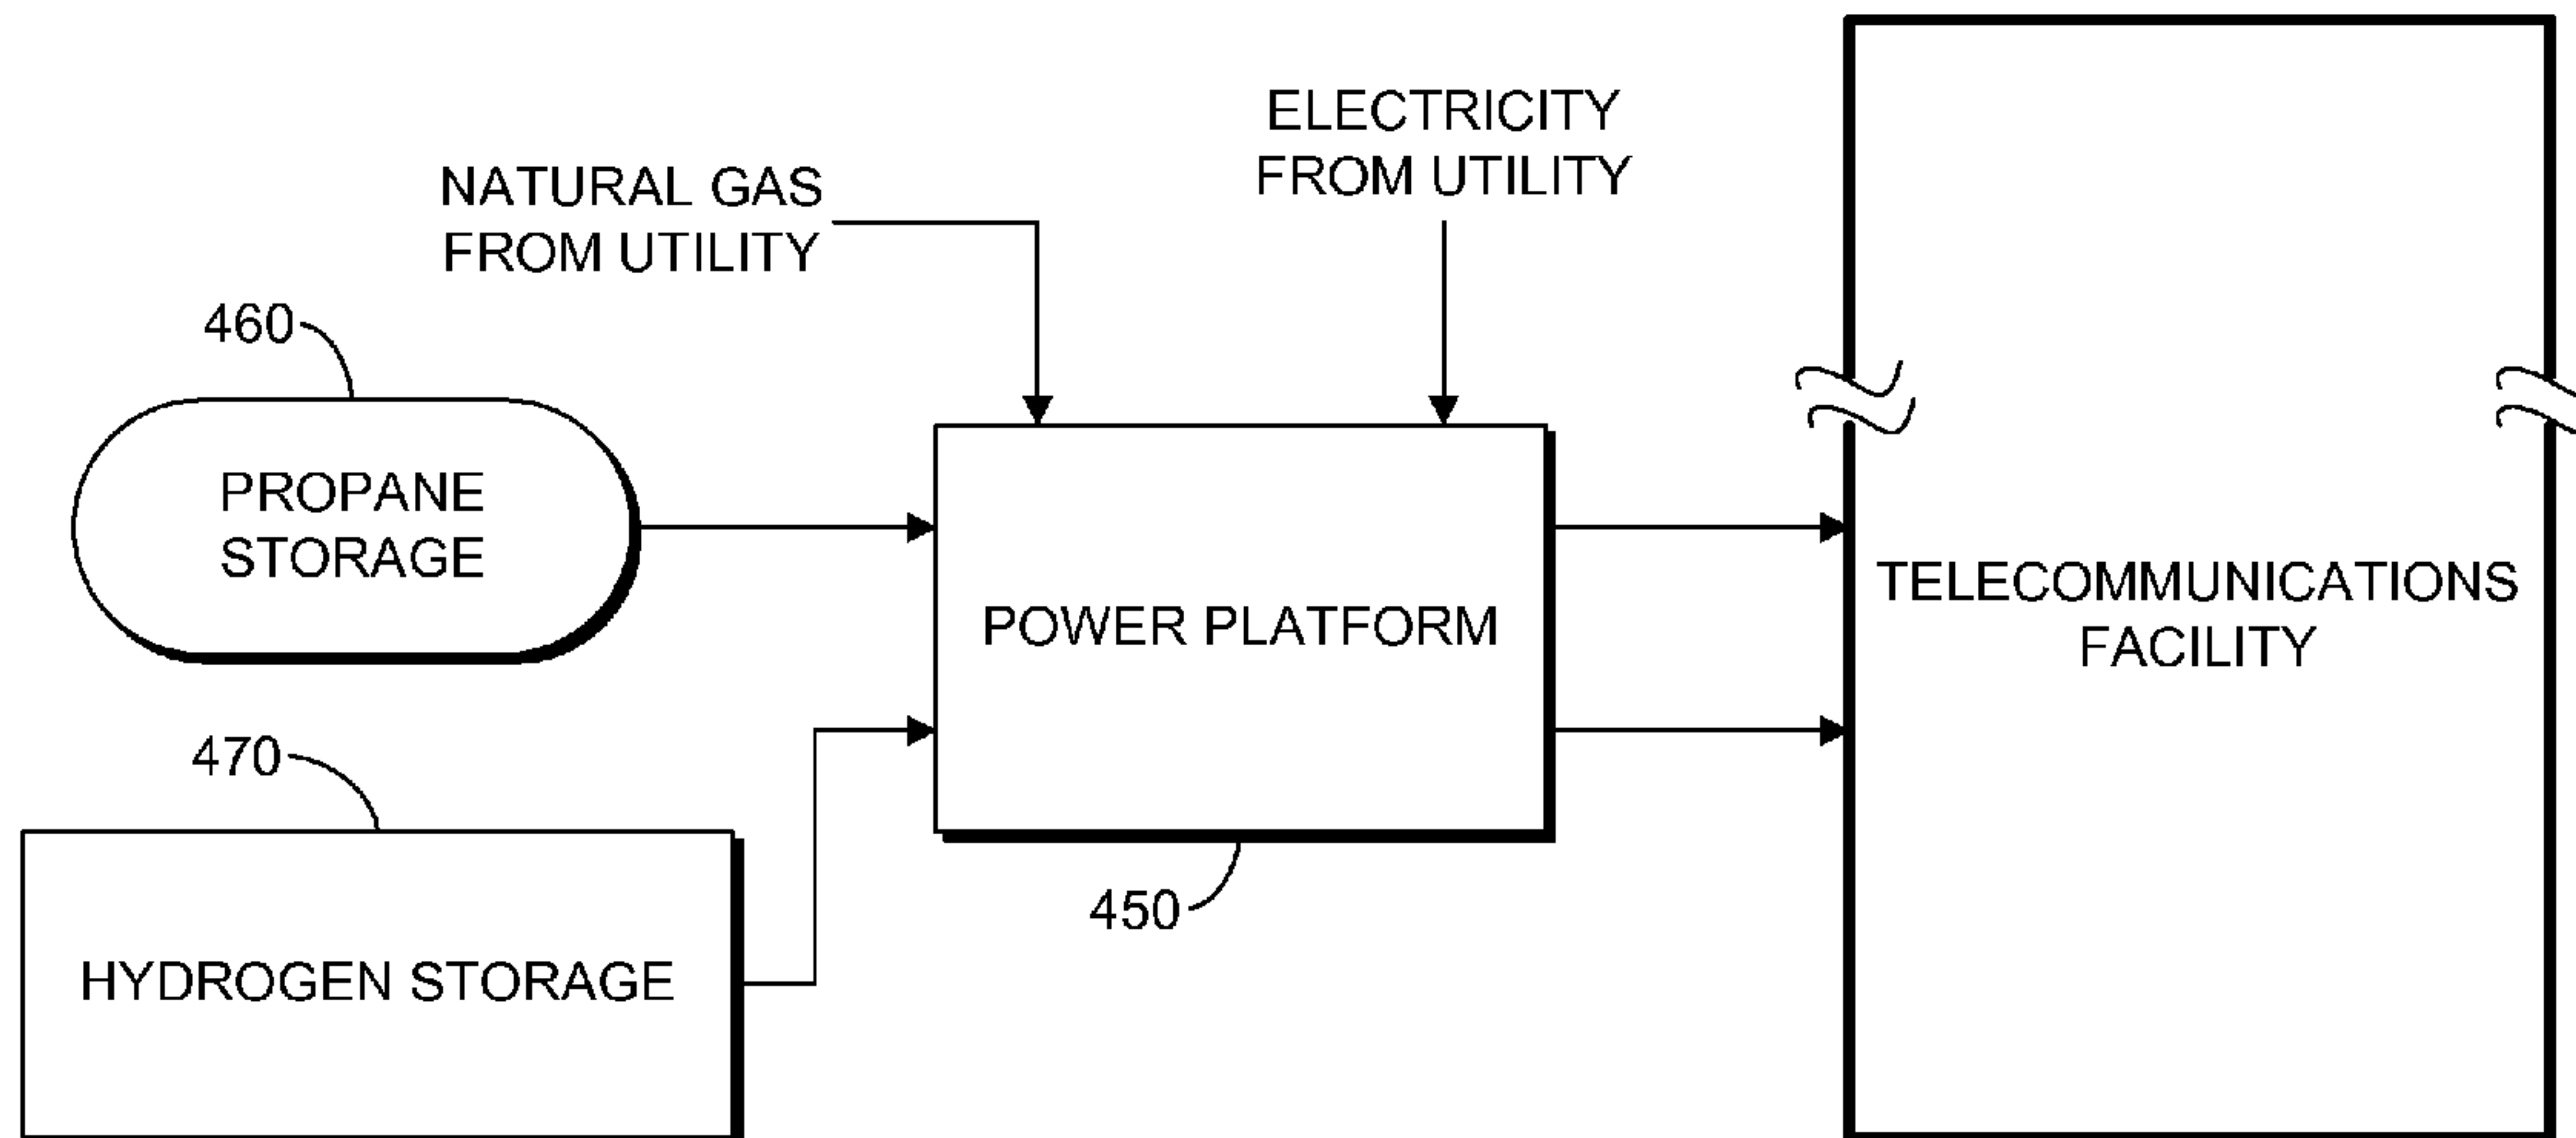 ELECTRICITY
FROM UTILITY
NATURAL GAS
FROM UTILITY
460
PROPANE
STORAGE
POWER PLATFORM
TELECOMMUNICATIONS
FACILITY
470
450
HYDROGEN STORAGE